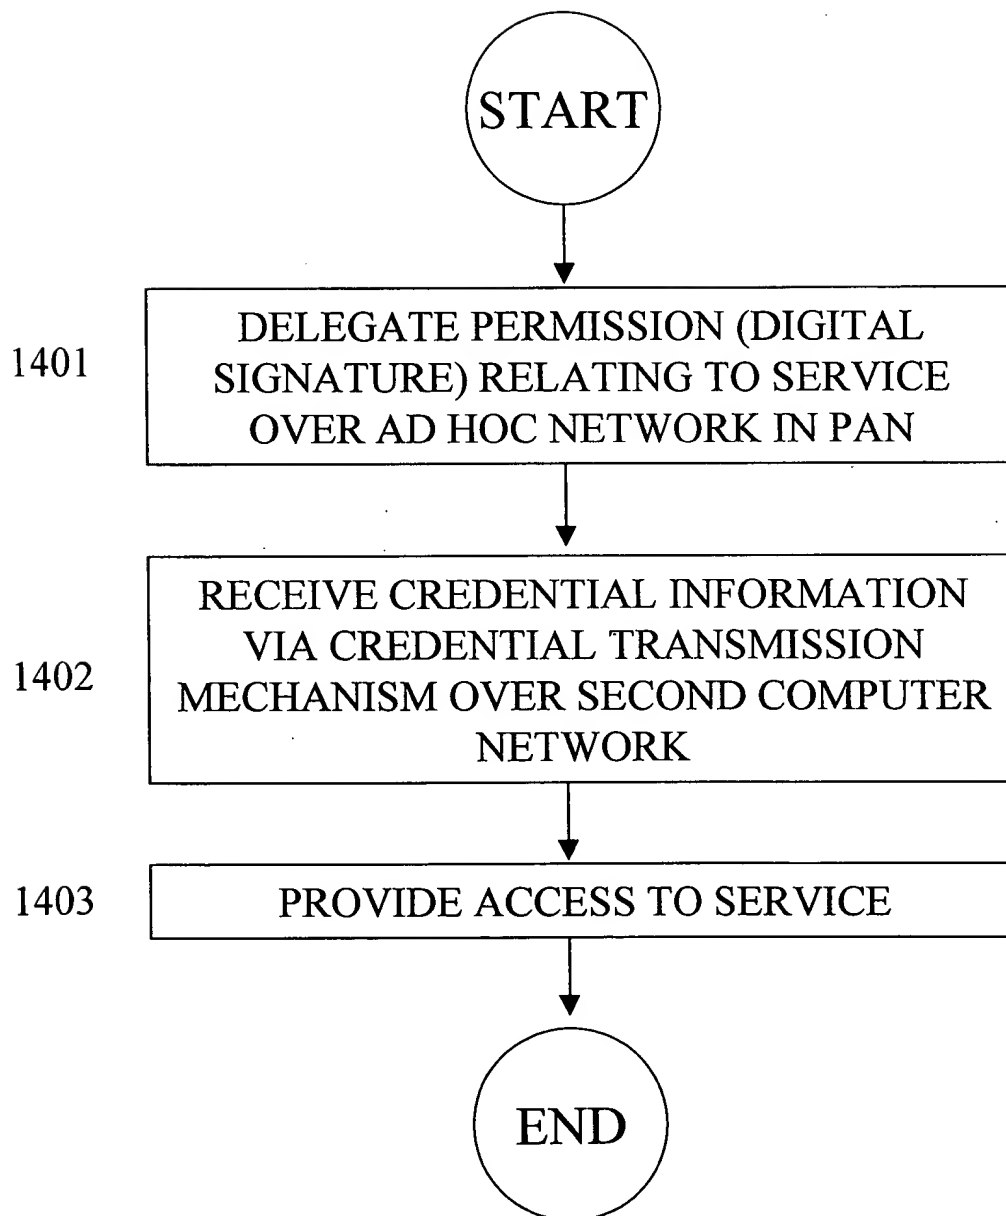 START
1401
DELEGATE PERMISSION (DIGITAL
SIGNATURE) RELATING TO SERVICE
OVER AD HOC NETWORK IN PAN
1402
RECEIVE CREDENTIAL INFORMATION
VIA CREDENTIAL TRANSMISSION
MECHANISM OVER SECOND COMPUTER
NETWORK
1403
PROVIDE ACCESS TO SERVICE
END